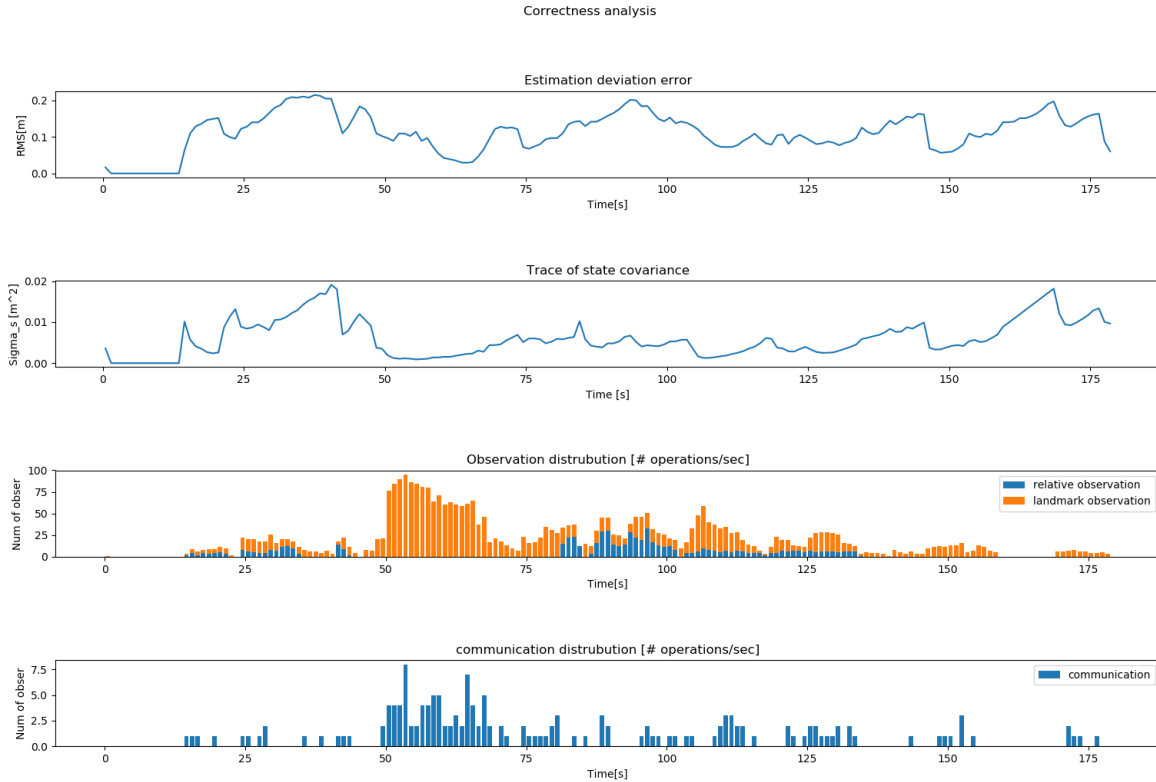 Correctness analysis
Estimation deviation error
RMS[m]
0.2
0.1
0.0
0 25 50 75 100 125 150 175
Time[s]
Trace of state covariance
Sigma_s [m^2]
0.02
0.01
0.00
0 25 50 75 100 125 150 175
Time [s]
Observation distrubution [# operations/sec]
Num of obser
100
75
50
25
0
relative observation
landmark observation
0 25 50 75 100 125 150 175
Time[s]
communication distrubution [# operations/sec]
Num of obser
7.5
5.0
2.5
0.0
communication
0 25 50 75 100 125 150 175
Time[s]